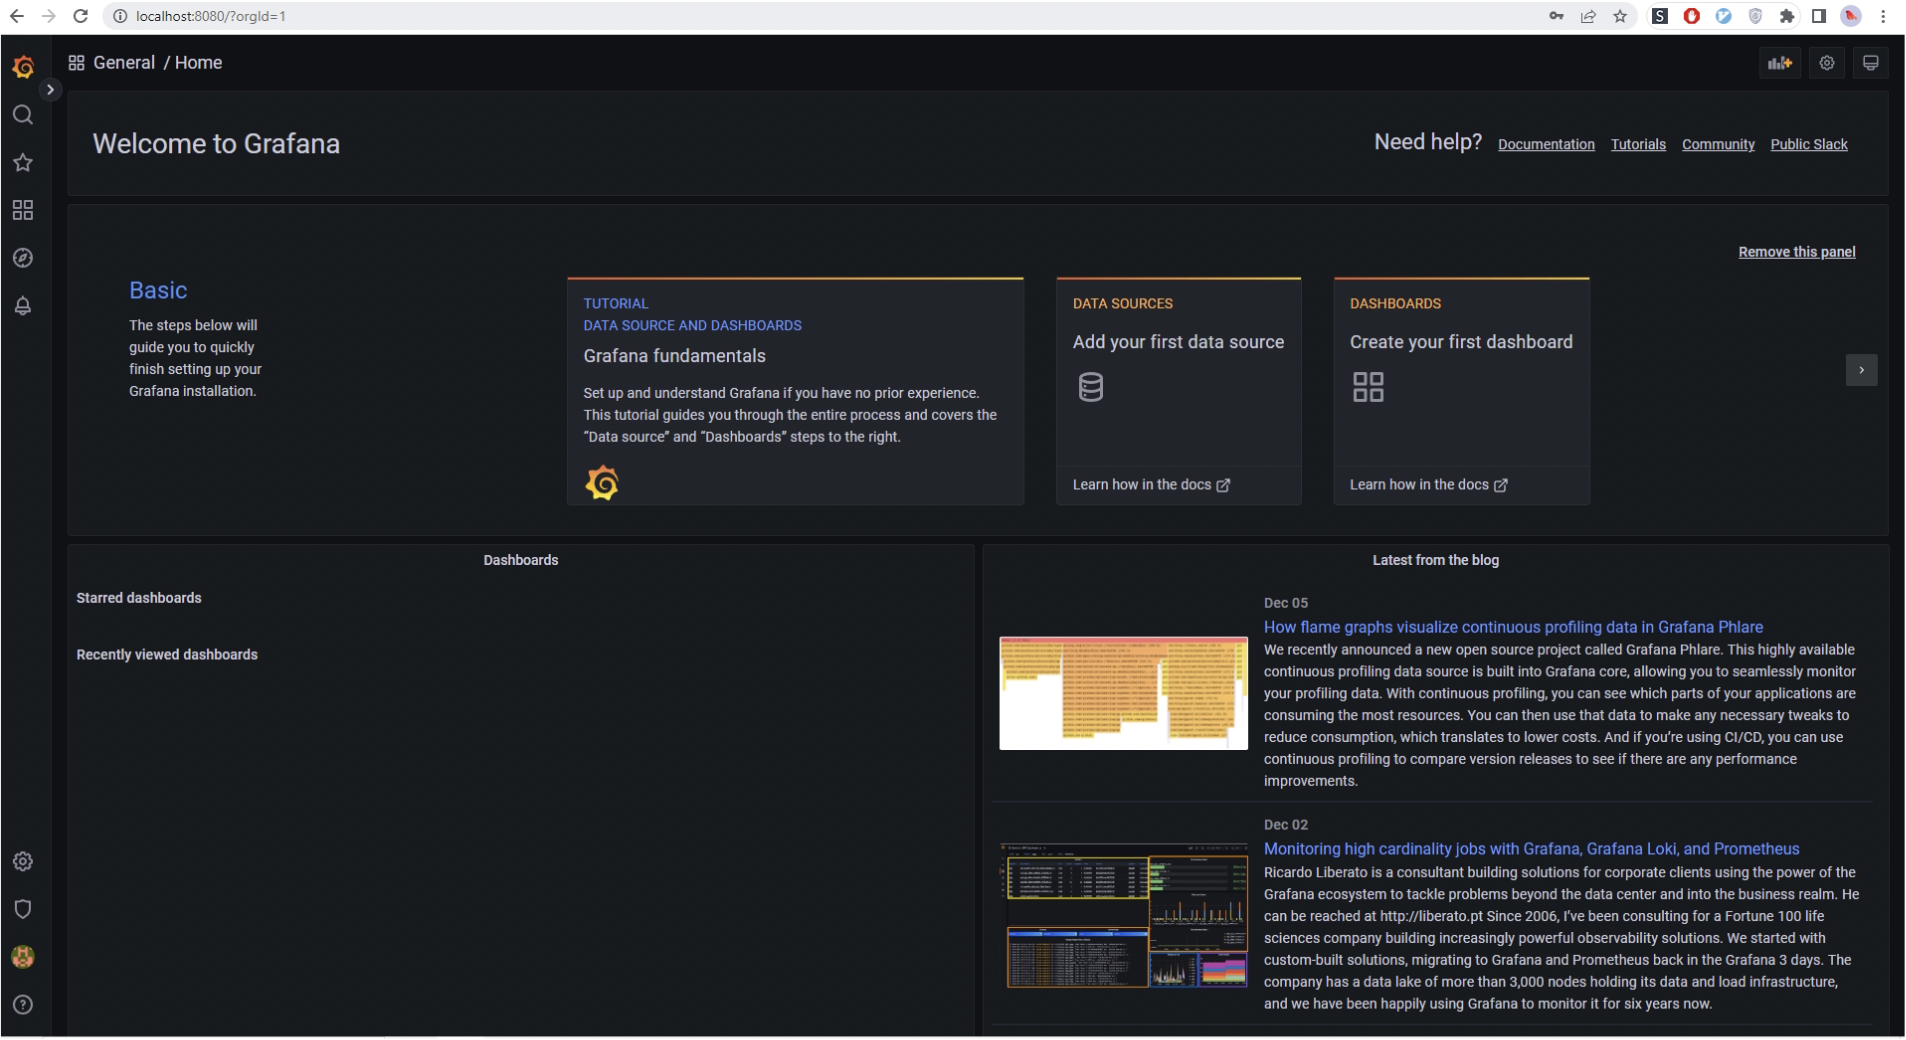 localhost:8080/?orgId=1
General / Home
Welcome to Grafana
Need help? Documentation Tutorials Community Public Slack
Remove this panel
Basic
The steps below will
guide you to quickly
finish setting up your
Grafana installation.
TUTORIAL
DATA SOURCE AND DASHBOARDS
Grafana fundamentals
Set up and understand Grafana if you have no prior experience.
This tutorial guides you through the entire process and covers the
“Data source” and “Dashboards” steps to the right.
DATA SOURCES
Add your first data source
Learn how in the docs
DASHBOARDS
Create your first dashboard
Learn how in the docs
Dashboards
Starred dashboards
Recently viewed dashboards
Latest from the blog
Dec 05
How flame graphs visualize continuous profiling data in Grafana Phlare
We recently announced a new open source project called Grafana Phlare. This highly available
continuous profiling data source is built into Grafana core, allowing you to seamlessly monitor
your profiling data. With continuous profiling, you can see which parts of your applications are
consuming the most resources. You can then use that data to make any necessary tweaks to
reduce consumption, which translates to lower costs. And if you’re using CI/CD, you can use
continuous profiling to compare version releases to see if there are any performance
improvements.
Dec 02
Monitoring high cardinality jobs with Grafana, Grafana Loki, and Prometheus
Ricardo Liberato is a consultant building solutions for corporate clients using the power of the
Grafana ecosystem to tackle problems beyond the data center and into the business realm. He
can be reached at http://liberato.pt Since 2006, I’ve been consulting for a Fortune 100 life
sciences company building increasingly powerful observability solutions. We started with
custom-built solutions, migrating to Grafana and Prometheus back in the Grafana 3 days. The
company has a data lake of more than 3,000 nodes holding its data and load infrastructure,
and we have been happily using Grafana to monitor it for six years now.